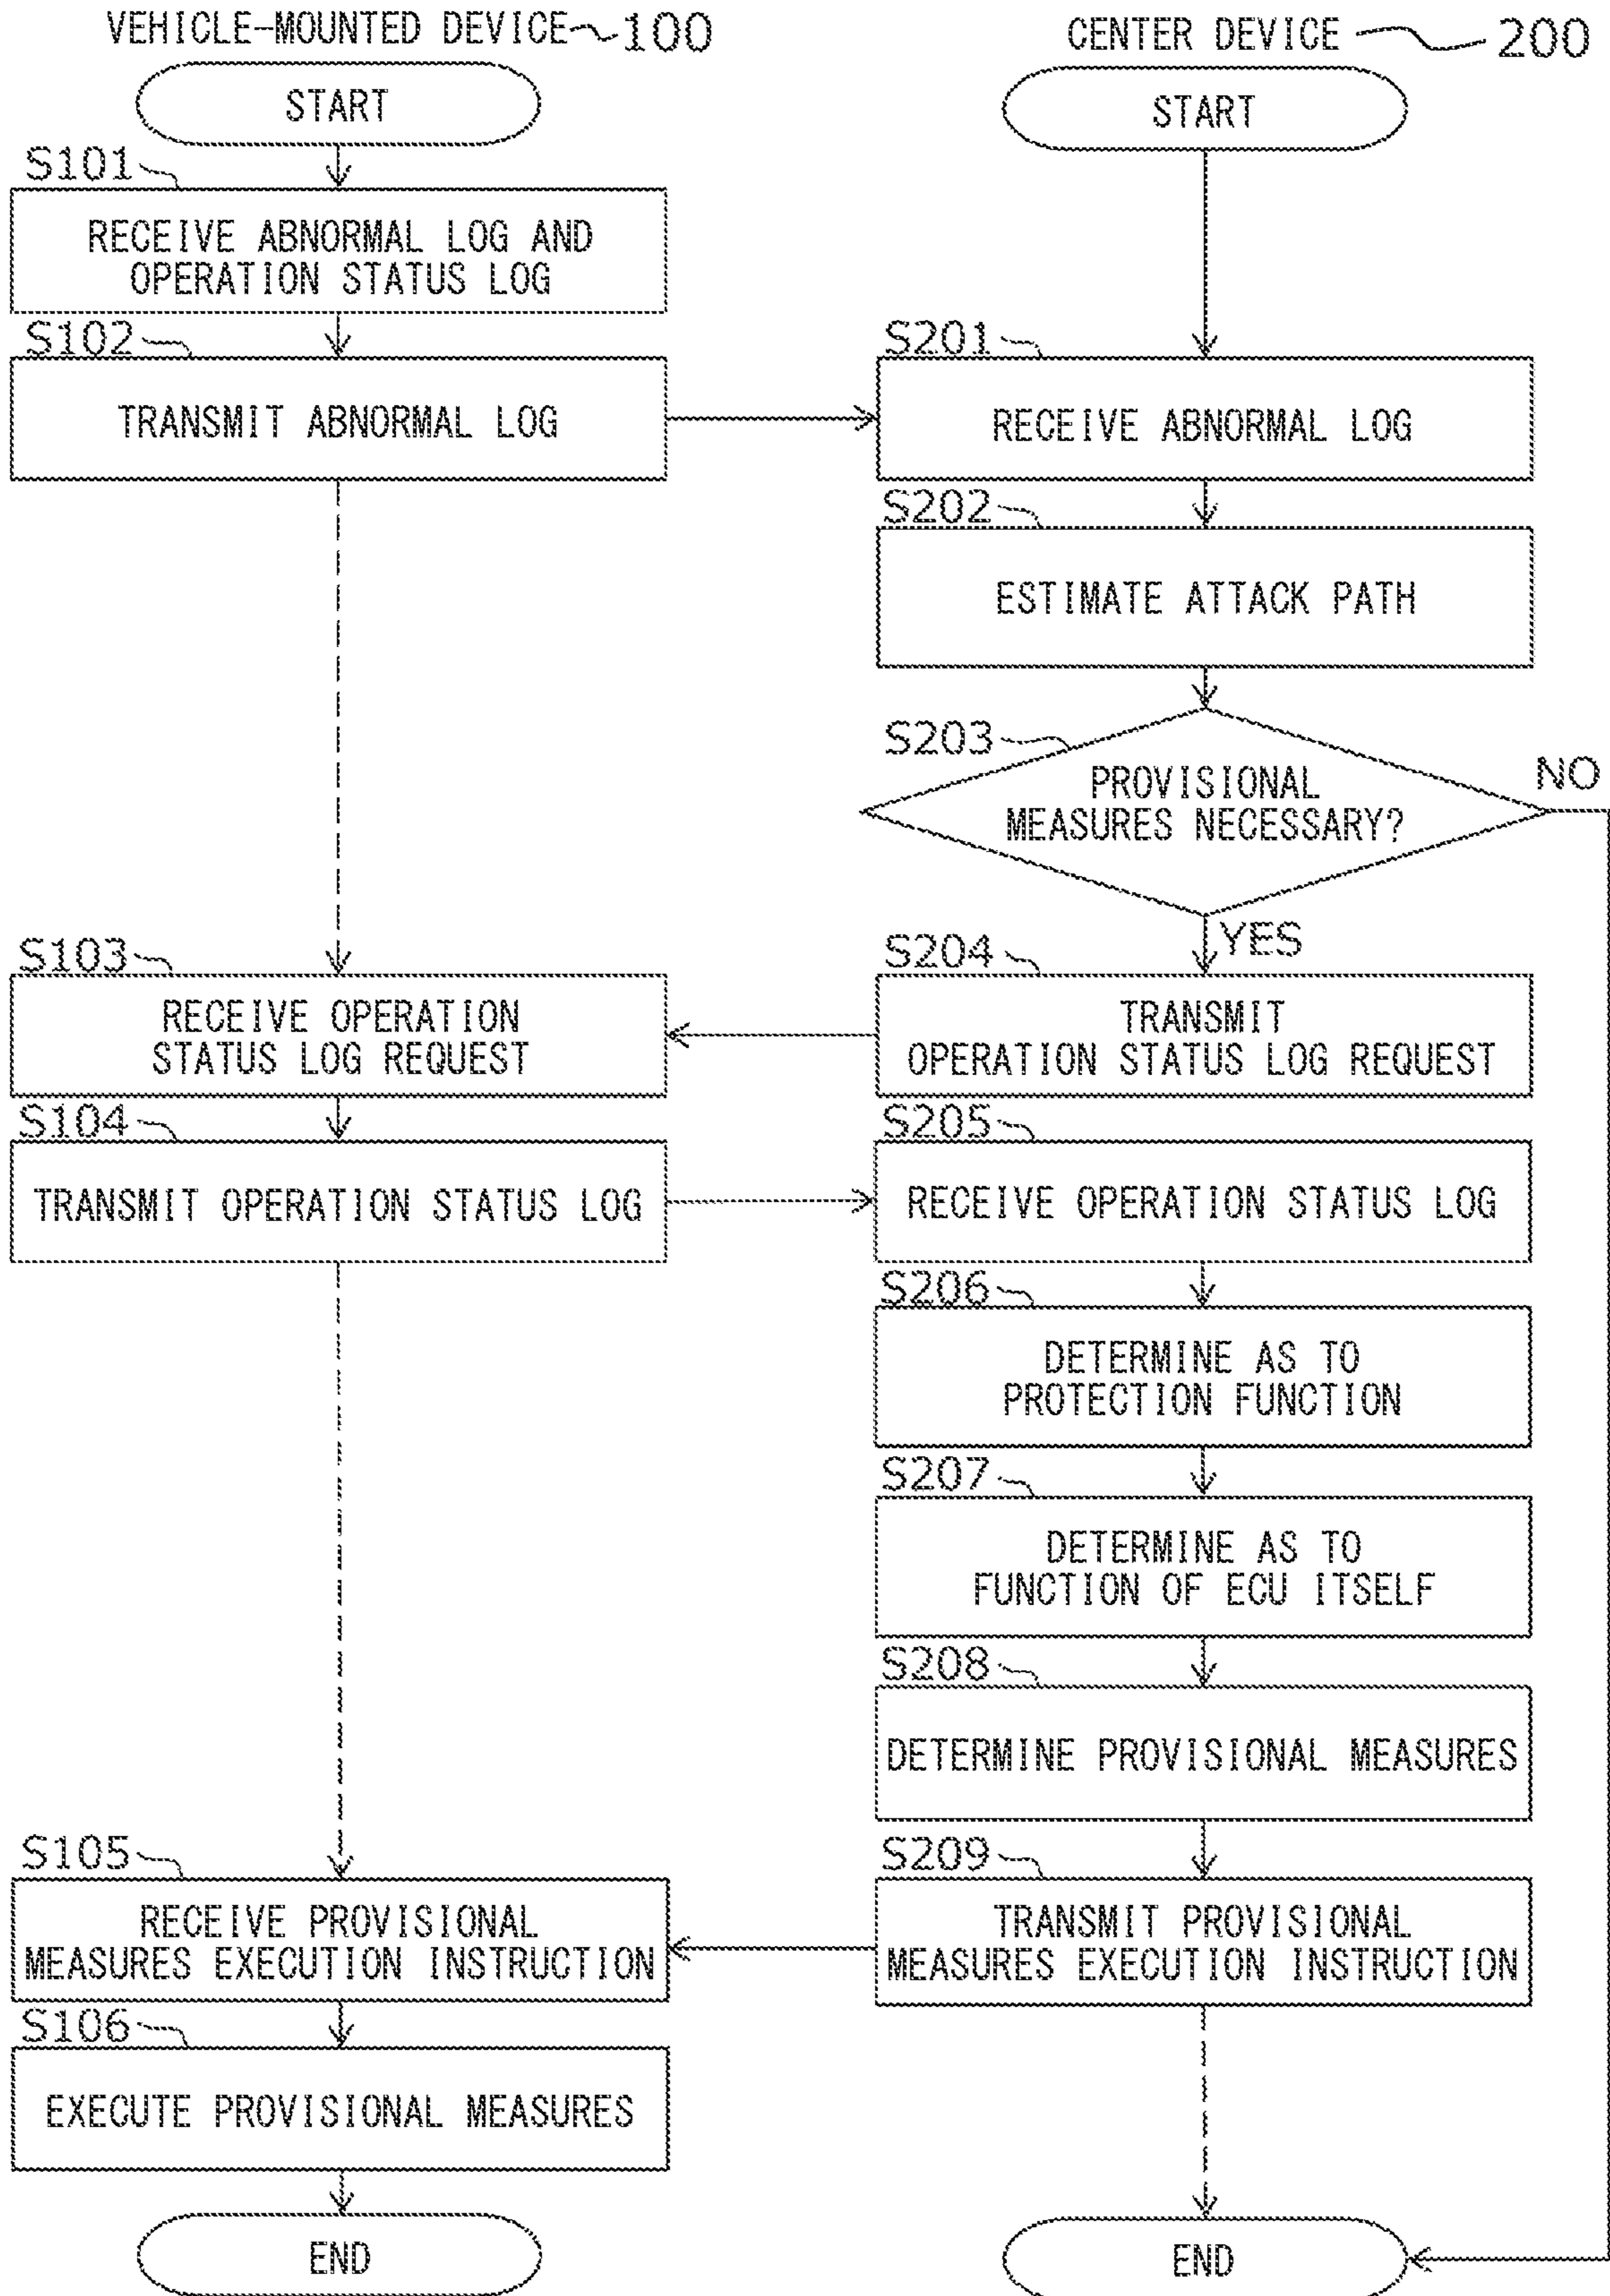 VEHICLE-MOUNTED DEVICE 100
CENTER DEVICE 200
START
START
S101
RECEIVE ABNORMAL LOG AND
OPERATION STATUS LOG
S102
TRANSMIT ABNORMAL LOG
S201
RECEIVE ABNORMAL LOG
S202
ESTIMATE ATTACK PATH
S203
PROVISIONAL
MEASURES NECESSARY?
NO
YES
S103
RECEIVE OPERATION
STATUS LOG REQUEST
S204
TRANSMIT
OPERATION STATUS LOG REQUEST
S104
TRANSMIT OPERATION STATUS LOG
S205
RECEIVE OPERATION STATUS LOG
S206
DETERMINE AS TO
PROTECTION FUNCTION
S207
DETERMINE AS TO
FUNCTION OF ECU ITSELF
S208
DETERMINE PROVISIONAL MEASURES
S105
RECEIVE PROVISIONAL
MEASURES EXECUTION INSTRUCTION
S209
TRANSMIT PROVISIONAL
MEASURES EXECUTION INSTRUCTION
S106
EXECUTE PROVISIONAL MEASURES
END
END